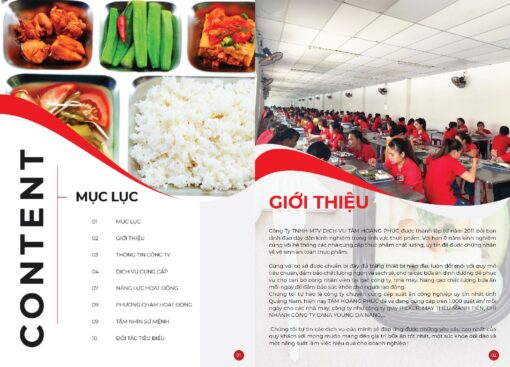 CONTENT
MỤC LỤC
01 MỤC LỤC
02 GIỚI THIỆU
03 THÔNG TIN CÔNG TY
04 DỊCH VỤ CUNG CẤP
07 NĂNG LỰC HOẠT ĐỘNG
09 PHƯƠNG CHÂM HOẠT ĐỘNG
09 TẦM NHÌN SỨ MỆNH
10 ĐỐI TÁC TIÊU BIỂU
01
GIỚI THIỆU
Công Ty TNHH MTV DỊCH VỤ TÂM HOÀNG PHÚC được thành lập từ năm 2011 bởi ban
lãnh đạo dày dặn kinh nghiệm trong lĩnh vực thực phẩm. Với hơn 8 năm kinh nghiệm
cùng với hệ thống các nhà cung cấp thực phẩm chất lượng, uy tín để được chứng nhận
về vệ sinh an toàn thực phẩm.
Cùng với cơ sở được chuẩn bị đầy đủ trang thiết bị hiện đại, luôn đổi mới với quy mô
tiêu chuẩn, đảm bảo chất lượng ngon và sạch sẽ, cho ra các bữa ăn dinh dưỡng để phục
vụ cho cán bộ công nhân viên tại các công ty, nhà máy. Nâng cao chất lượng bữa ăn
mỗi ngày để đảm bảo sức khỏe cho người lao động.
Chúng tôi tự hào là công ty chuyên cung cấp suất ăn công nghiệp uy tín nhất tỉnh
Quảng Nam, hiện nay TÂM HOÀNG PHÚC đã và đang cung cấp trên 1.000 suất ăn/ mỗi
ngày cho các nhà máy, công ty như MAY THÊU MẠNH TIẾN, CHI
NHÁNH CÔNG TY CANA YOUNG ĐÀ NẴNG,...
Chúng tôi tự tin các dịch vụ của mình sẽ đáp ứng được những yêu cầu cao nhất của
quý khách với mong muốn mang đến giá trị bữa ăn tốt nhất, một sức khỏe dồi dào và
một năng suất làm việc hiệu quả cho doanh nghiệp !
02